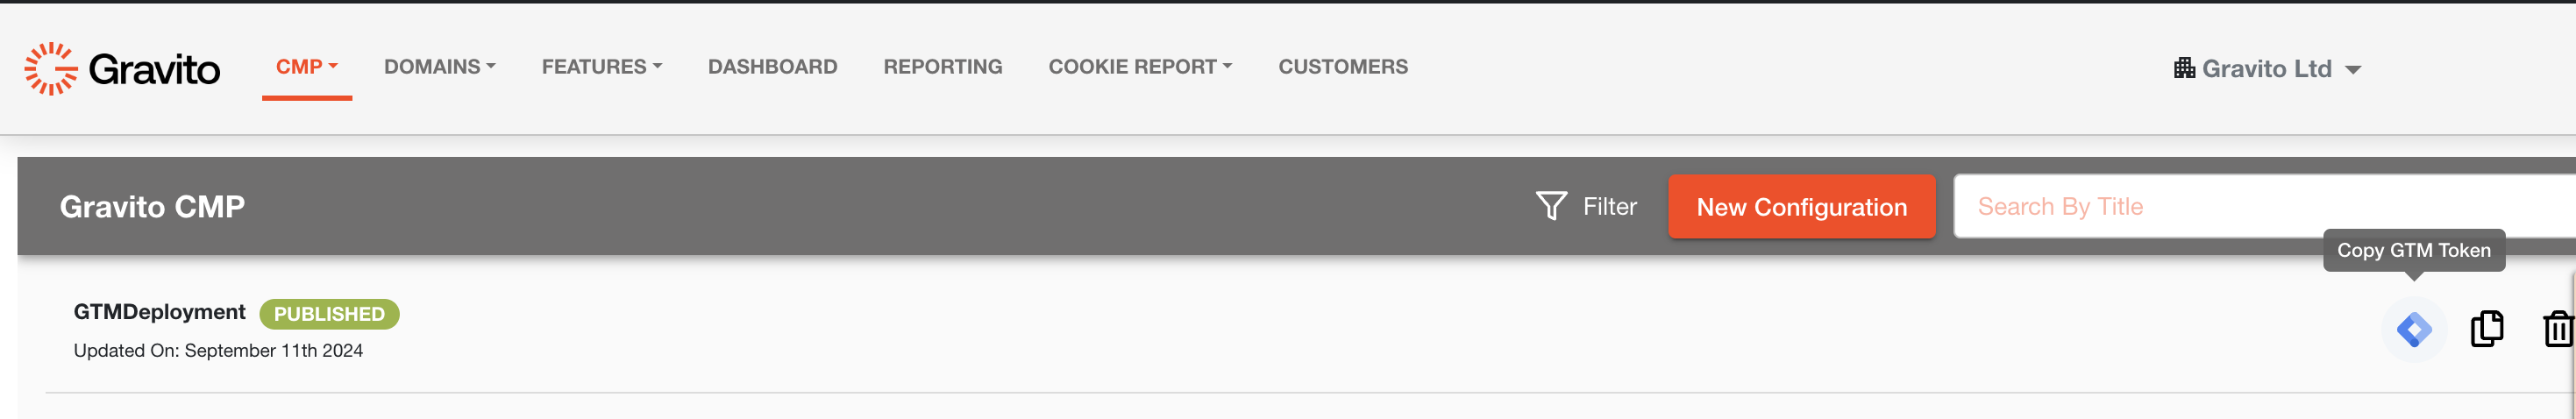 Gravito CMP DOMAINS FEATURES DASHBOARD REPORTING COOKIE REPORT CUSTOMERS Gravito Ltd
Gravito CMP Filter New Configuration Search By Title
Copy GTM Token
GTMDeployment PUBLISHED
Updated On: September 11th 2024